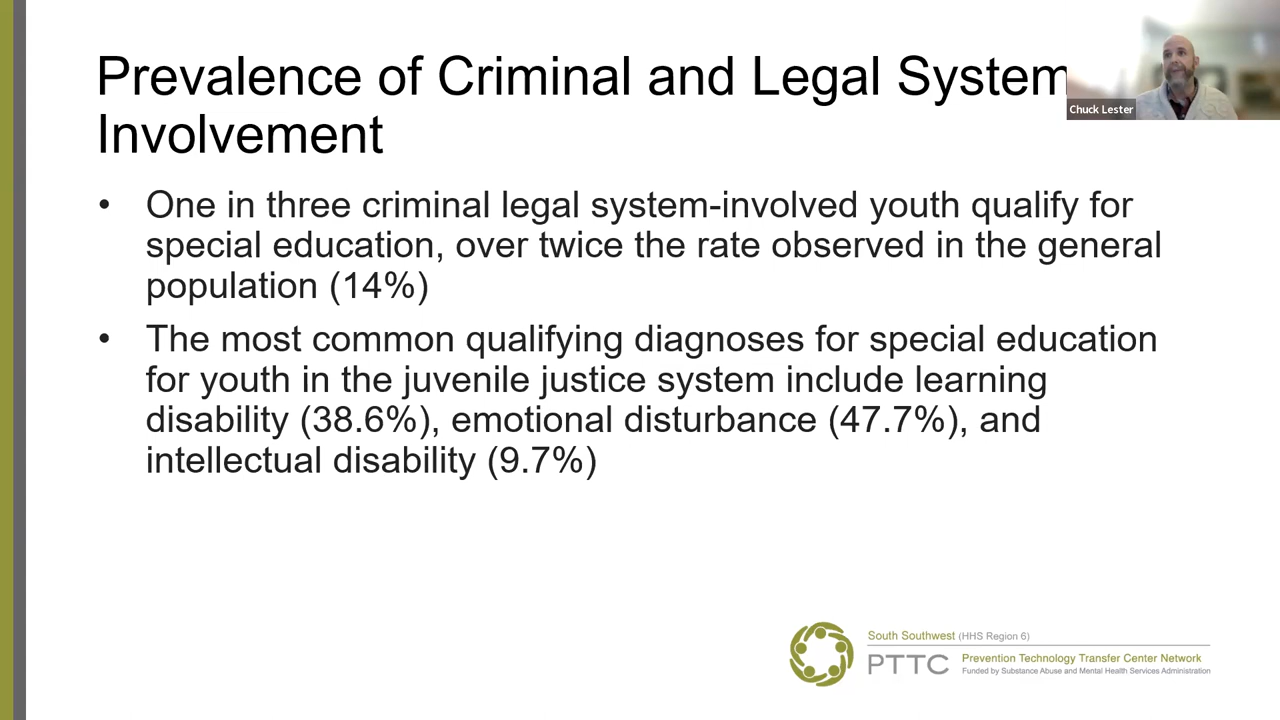 Prevalence of Criminal and Legal System
Involvement
Chuck Lester
• One in three criminal legal system-involved youth qualify for
special education, over twice the rate observed in the general
population (14%)
• The most common qualifying diagnoses for special education
for youth in the juvenile justice system include learning
disability (38.6%), emotional disturbance (47.7%), and
intellectual disability (9.7%)
South Southwest (HHS Region 6)
PTTC
Prevention Technology Transfer Center Network
Funded by Substance Abuse and Mental Health Services Administration